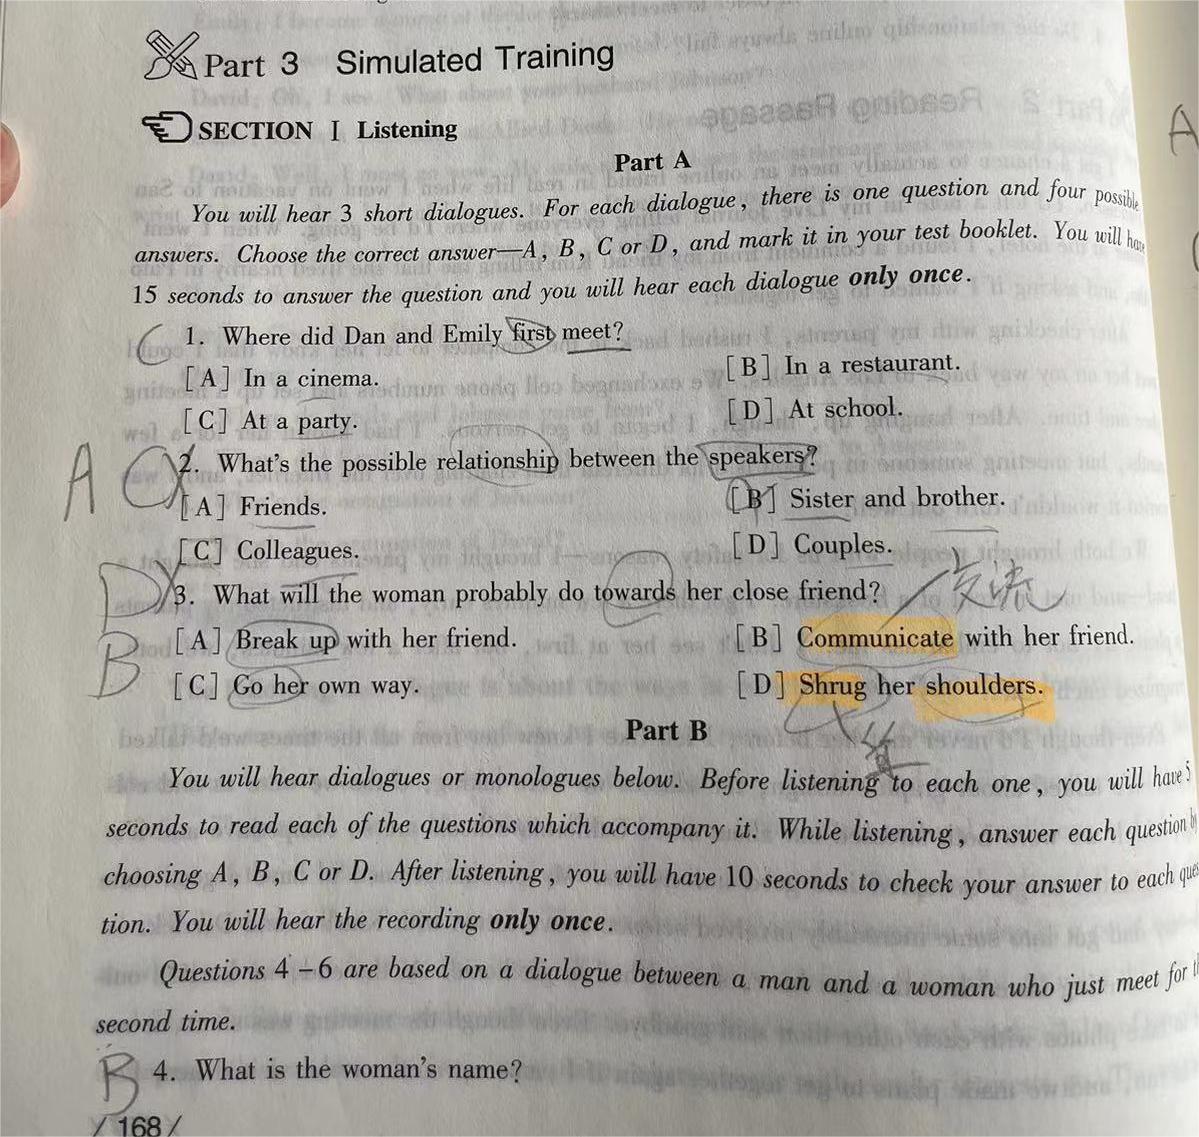 Part 3 Simulated Training
SECTION I Listening
Part A
You will hear 3 short dialogues. For each dialogue, there is one question and four possible
answers. Choose the correct answer—A, B, C or D, and mark it in your test booklet. You will have
15 seconds to answer the question and you will hear each dialogue only once.
C 1. Where did Dan and Emily first meet?
[A] In a cinema. [B] In a restaurant.
[C] At a party. [D] At school.
A C 2. What's the possible relationship between the speakers?
[A] Friends. [B] Sister and brother.
[C] Colleagues. [D] Couples.
D 3. What will the woman probably do towards her close friend? 交流
B [A] Break up with her friend. [B] Communicate with her friend.
[C] Go her own way. [D] Shrug her shoulders.
Part B
You will hear dialogues or monologues below. Before listening to each one, you will have 5
seconds to read each of the questions which accompany it. While listening, answer each question by
choosing A, B, C or D. After listening, you will have 10 seconds to check your answer to each ques
tion. You will hear the recording only once.
Questions 4-6 are based on a dialogue between a man and a woman who just meet for
second time.
B 4. What is the woman's name?
/ 168 /